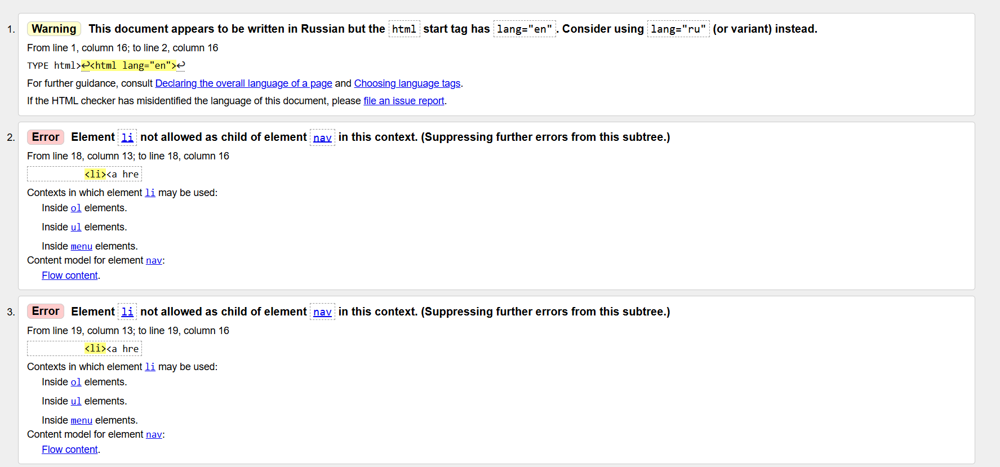 1. Warning This document appears to be written in Russian but the html start tag has lang="en". Consider using lang="ru" (or variant) instead.
From line 1, column 16; to line 2, column 16
TYPE html>↩<html lang="en">↩
For further guidance, consult Declaring the overall language of a page and Choosing language tags.
If the HTML checker has misidentified the language of this document, please file an issue report.
2. Error Element li not allowed as child of element nav in this context. (Suppressing further errors from this subtree.)
From line 18, column 13; to line 18, column 16
<li><a hre
Contexts in which element li may be used:
Inside ol elements.
Inside ul elements.
Inside menu elements.
Content model for element nav:
Flow content.
3. Error Element li not allowed as child of element nav in this context. (Suppressing further errors from this subtree.)
From line 19, column 13; to line 19, column 16
<li><a hre
Contexts in which element li may be used:
Inside ol elements.
Inside ul elements.
Inside menu elements.
Content model for element nav:
Flow content.